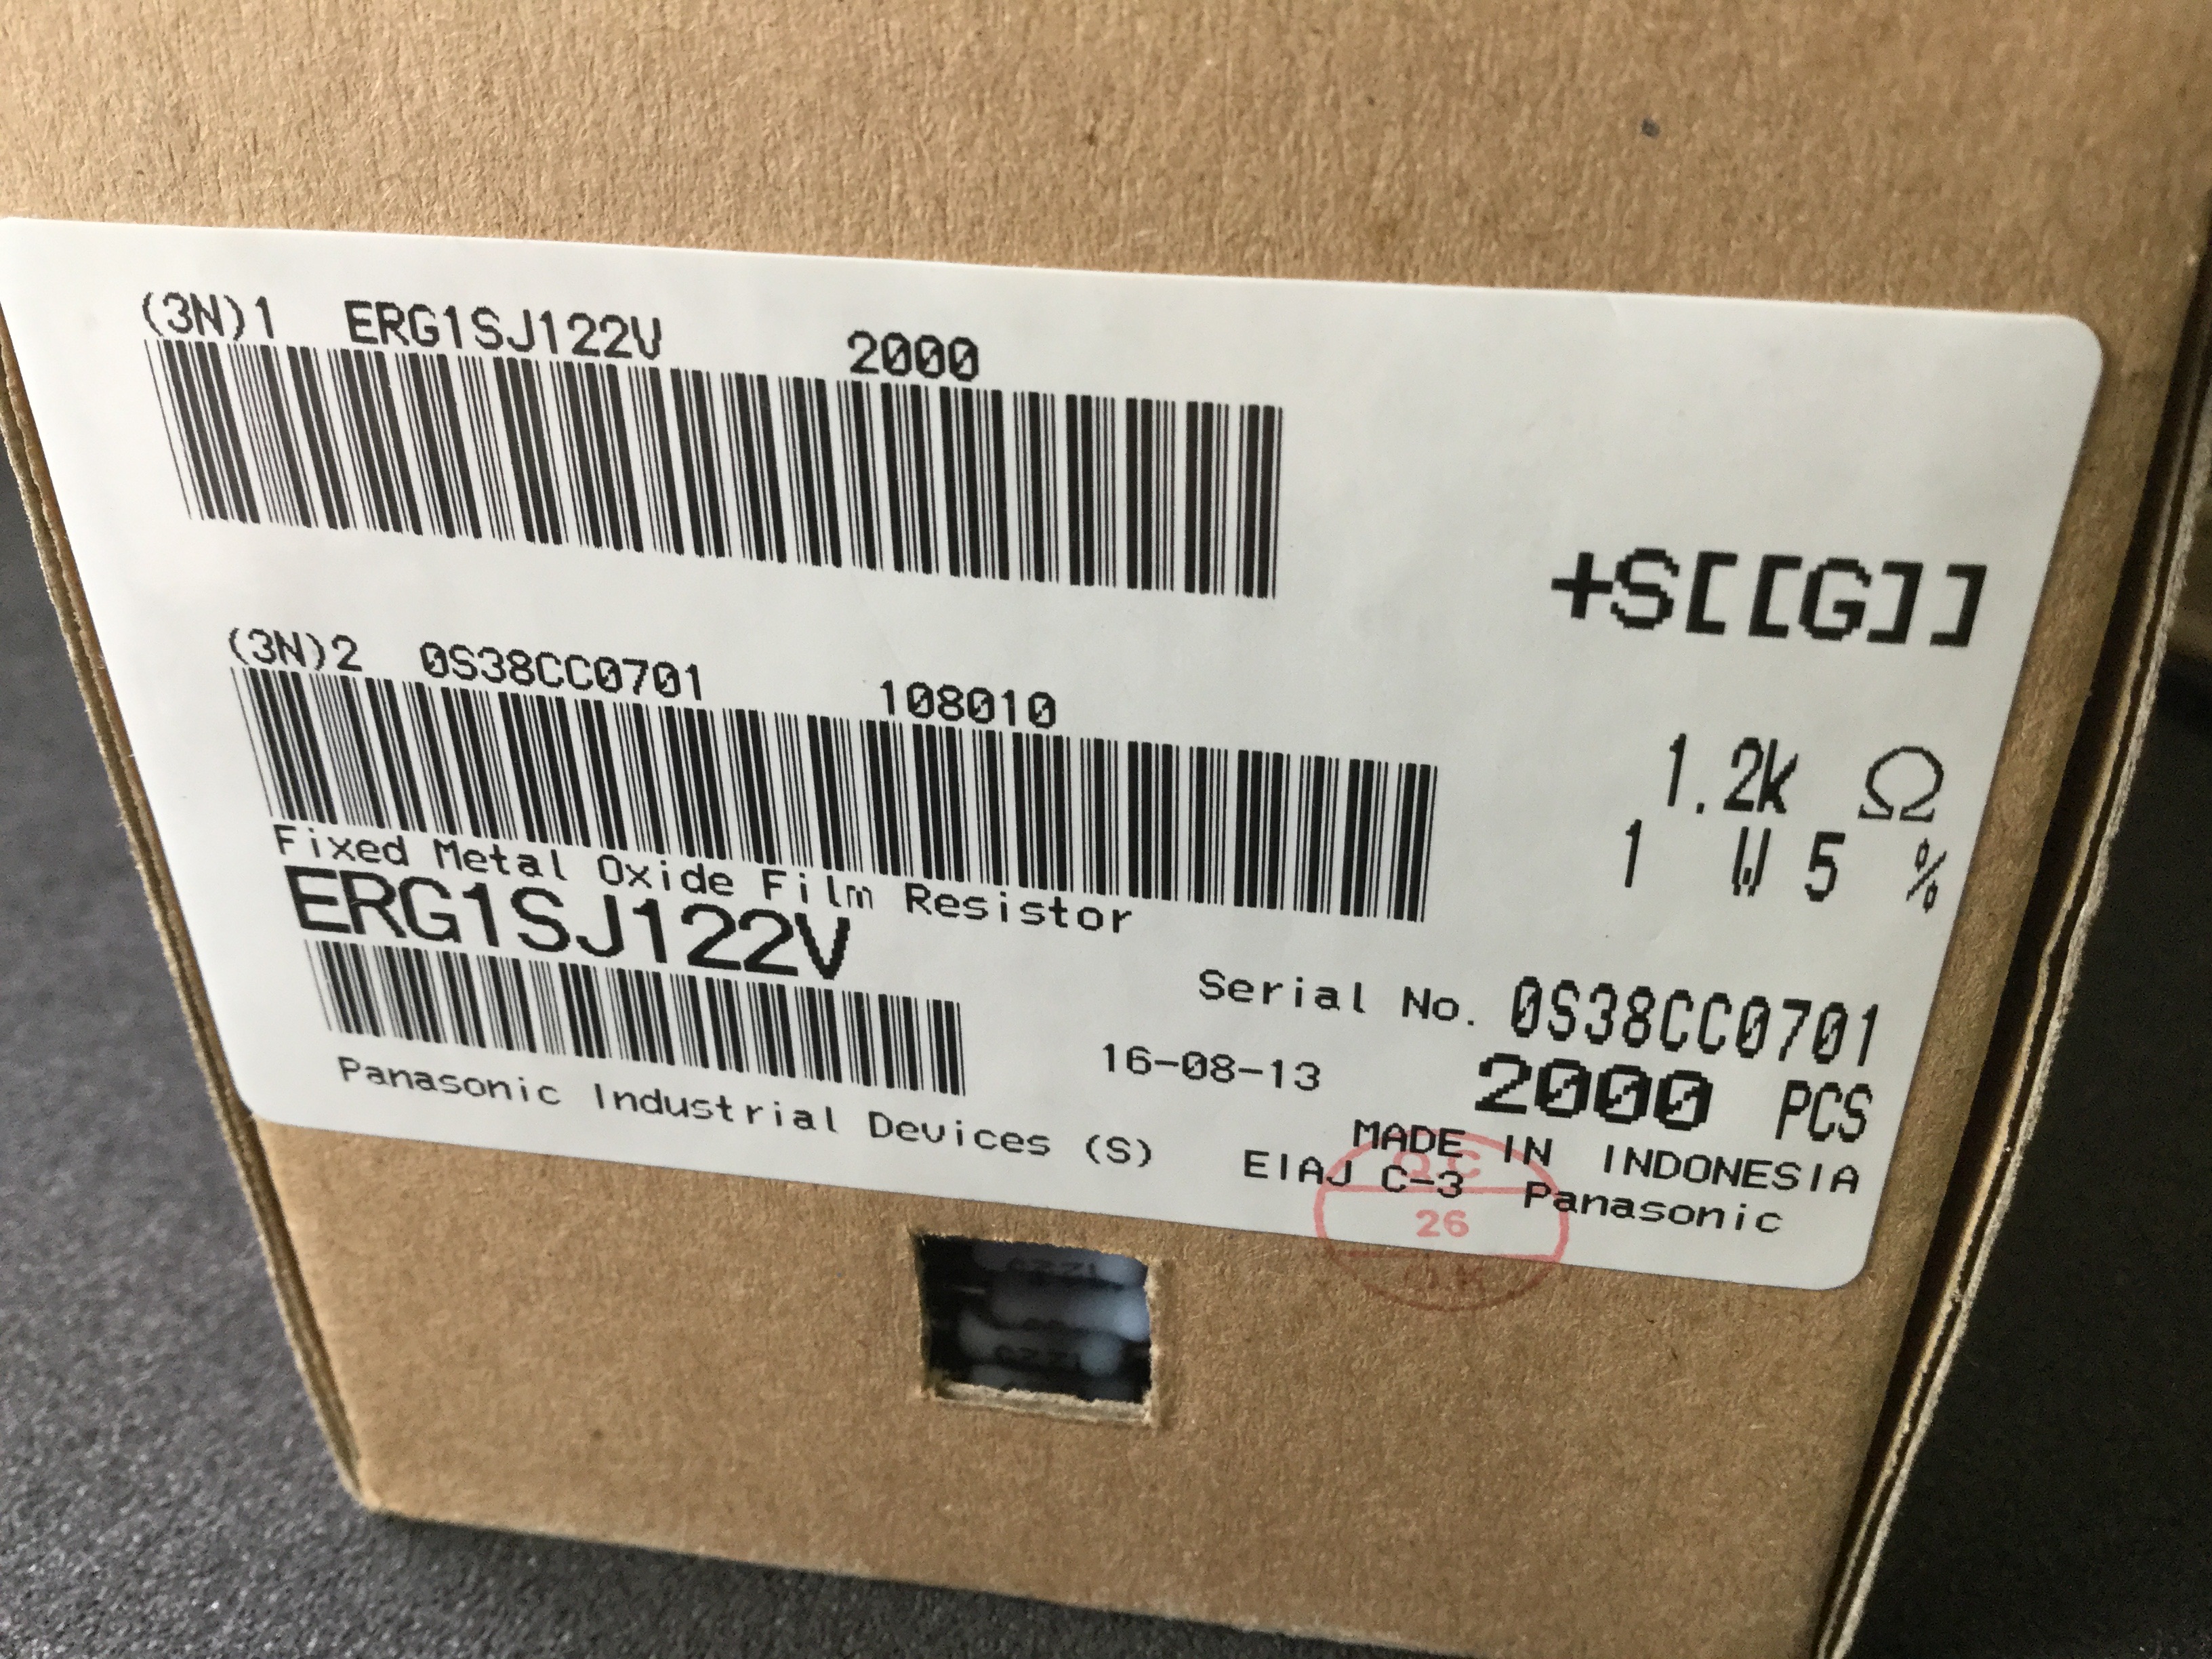 (3N)1 ERG1SJ122V 2000
+S[[G]]
(3N)2 0S38CC0701 108010
1.2k Ω
1 W 5 %
Fixed Metal Oxide Film Resistor
ERG1SJ122V
Serial No. 0S38CC0701
16-08-13 2000 PCS
Panasonic Industrial Devices (S)
MADE IN INDONESIA
EIAJ C-3 Panasonic
QC
26